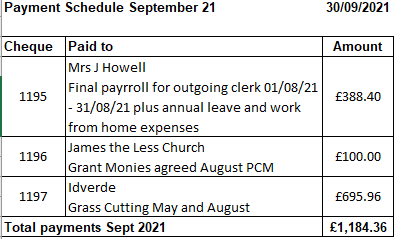 Payment Schedule September 21 30/09/2021
Cheque Paid to Amount
Mrs J Howell
Final payrroll for outgoing clerk 01/08/21
1195 - 31/08/21 plus annual leave and work £388.40
from home expenses
James the Less Church
1196 £100.00
Grant Monies agreed August PCM
Idverde
1197 £695.96
Grass Cutting May and August
Total payments Sept 2021 £1,184.36